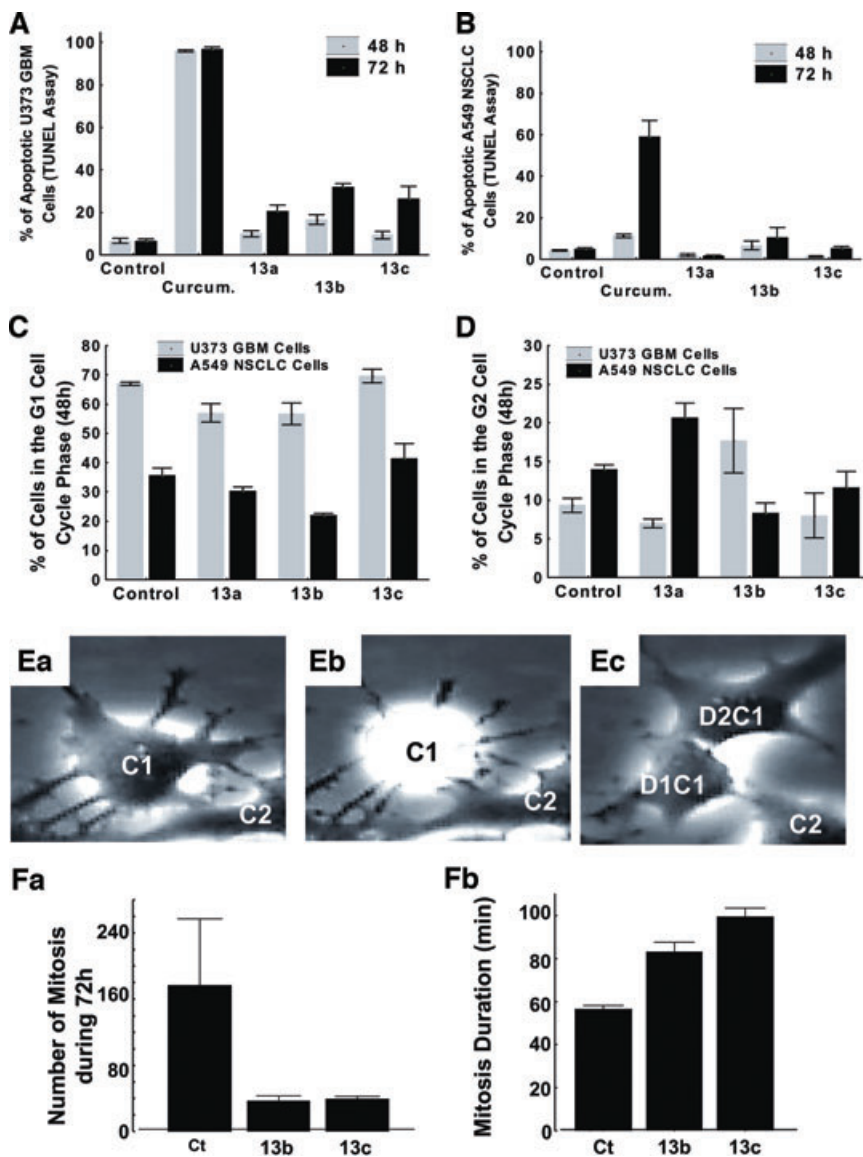 A
% of Apoptotic U373 GBM
Cells (TUNEL Assay)
100
80
60
40
20
0
48 h
72 h
Control
Curcum.
13a
13b
13c
B
% of Apoptotic A549 NSCLC
Cells (TUNEL Assay)
100
80
60
40
20
0
48 h
72 h
Control
Curcum.
13a
13b
13c
C
% of Cells in the G1 Cell
Cycle Phase (48h)
80
70
60
50
40
30
20
10
0
U373 GBM Cells
A549 NSCLC Cells
Control
13a
13b
13c
D
% of Cells in the G2 Cell
Cycle Phase (48h)
30
25
20
15
10
5
0
U373 GBM Cells
A549 NSCLC Cells
Control
13a
13b
13c
Ea
C1
C2
Eb
C1
C2
Ec
D2C1
D1C1
C2
Fa
Number of Mitosis
during 72h
240
160
80
0
Ct
13b
13c
Fb
Mitosis Duration (min)
100
80
60
40
20
0
Ct
13b
13c